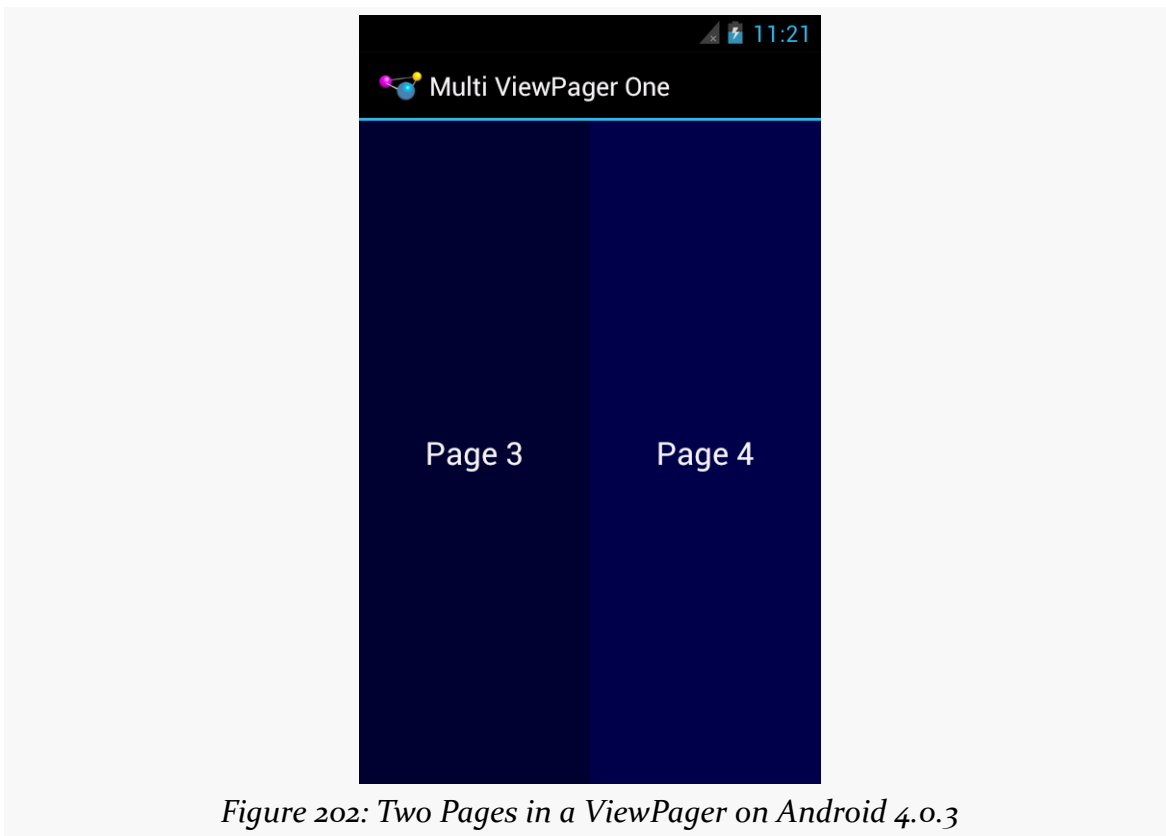 11:21
Multi ViewPager One
Page 3 Page 4
Figure 202: Two Pages in a ViewPager on Android 4.0.3